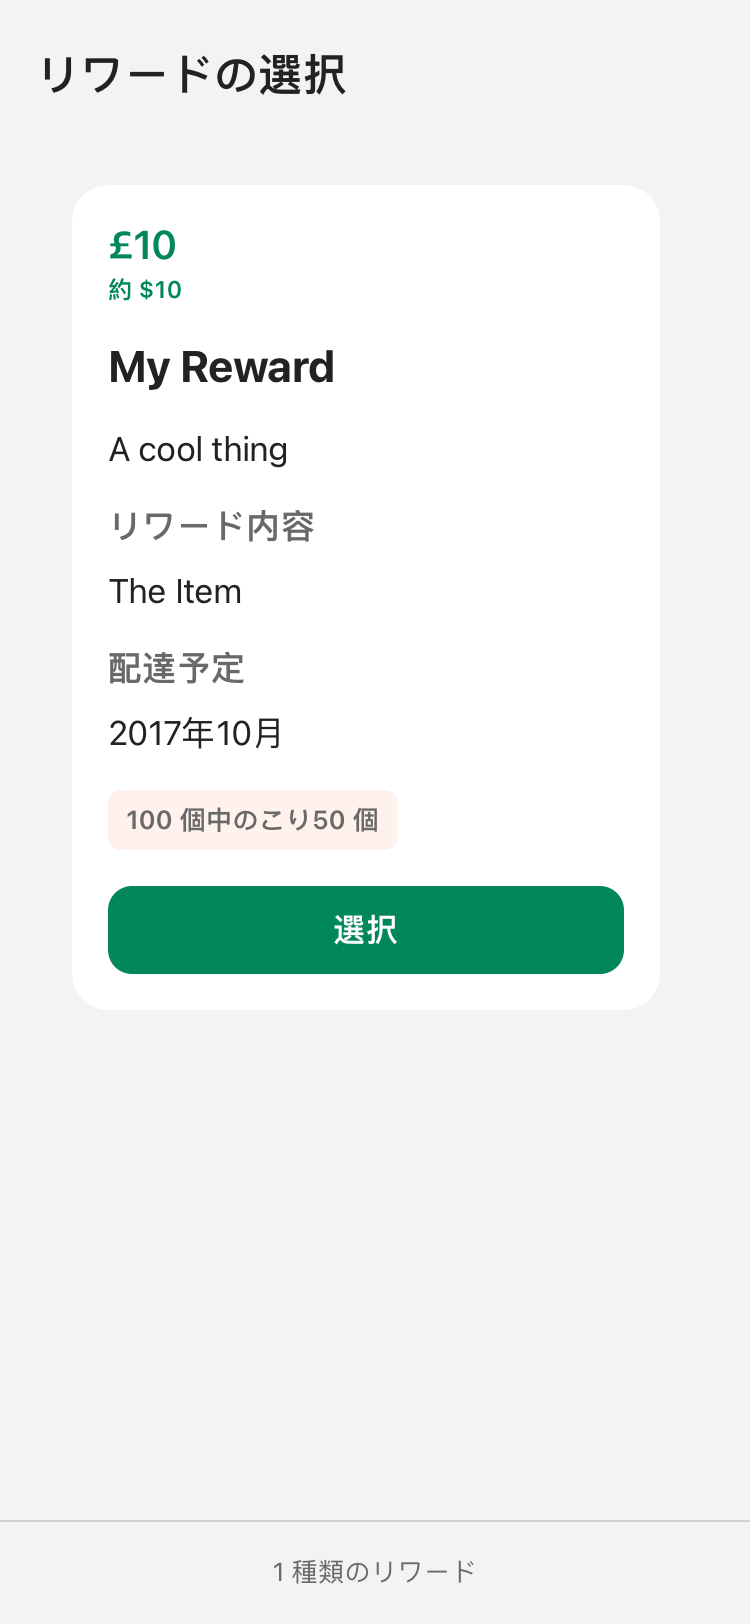 リワードの選択
£10
約 $10
My Reward
A cool thing
リワード内容
The Item
配達予定
2017年10月
100 個中のこり50 個
選択
1 種類のリワード